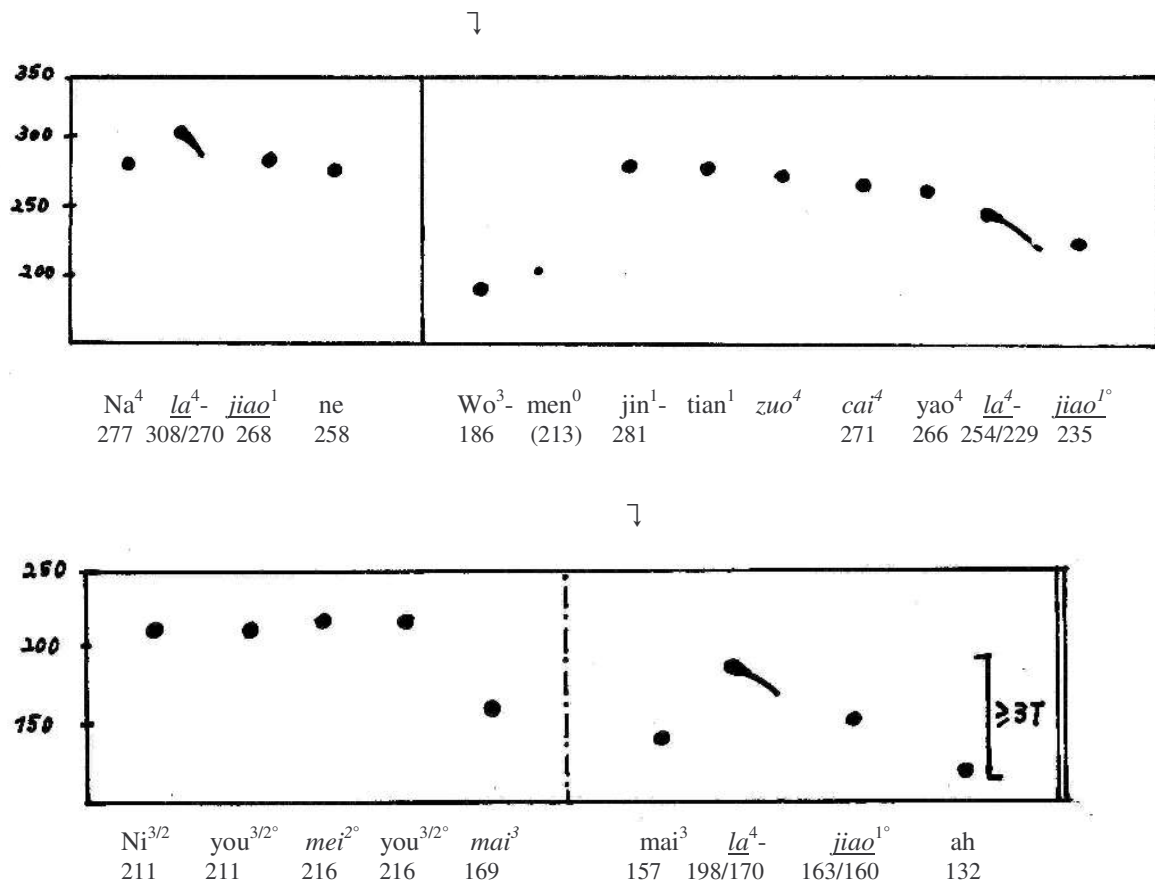 350
300
250
200
Na⁴ la⁴- jiao¹ ne Wo³- men⁰ jin¹- tian¹ zuo⁴ cai⁴ yao⁴ la⁴- jiao¹°
277 308/270 268 258 186 (213) 281 271 266 254/229 235
250
200
150
≥3T
Ni³/² you³/²° mei²° you³/²° mai³ mai³ la⁴- jiao¹° ah
211 211 216 216 169 157 198/170 163/160 132